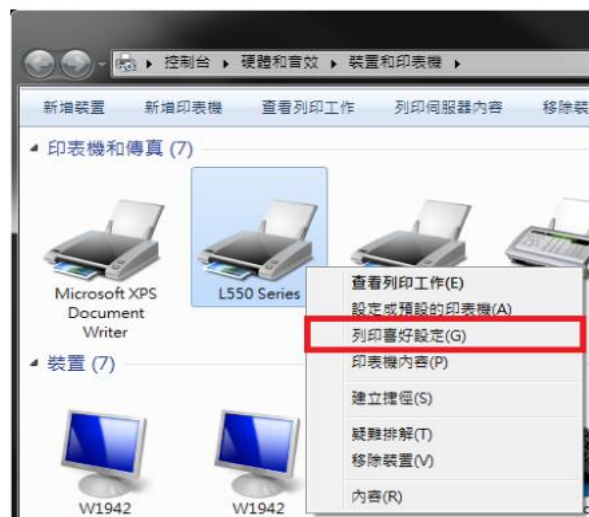 控制台 ▸ 硬體和音效 ▸ 裝置和印表機 ▸
新增裝置 新增印表機 查看列印工作 列印伺服器內容 移除裝
印表機和傳真 (7)
Microsoft XPS
Document
Writer
L550 Series
查看列印工作(E)
設定成預設的印表機(A)
列印喜好設定(G)
印表機內容(P)
建立捷徑(S)
疑難排解(T)
移除裝置(V)
內容(R)
裝置 (7)
W1942
W1942